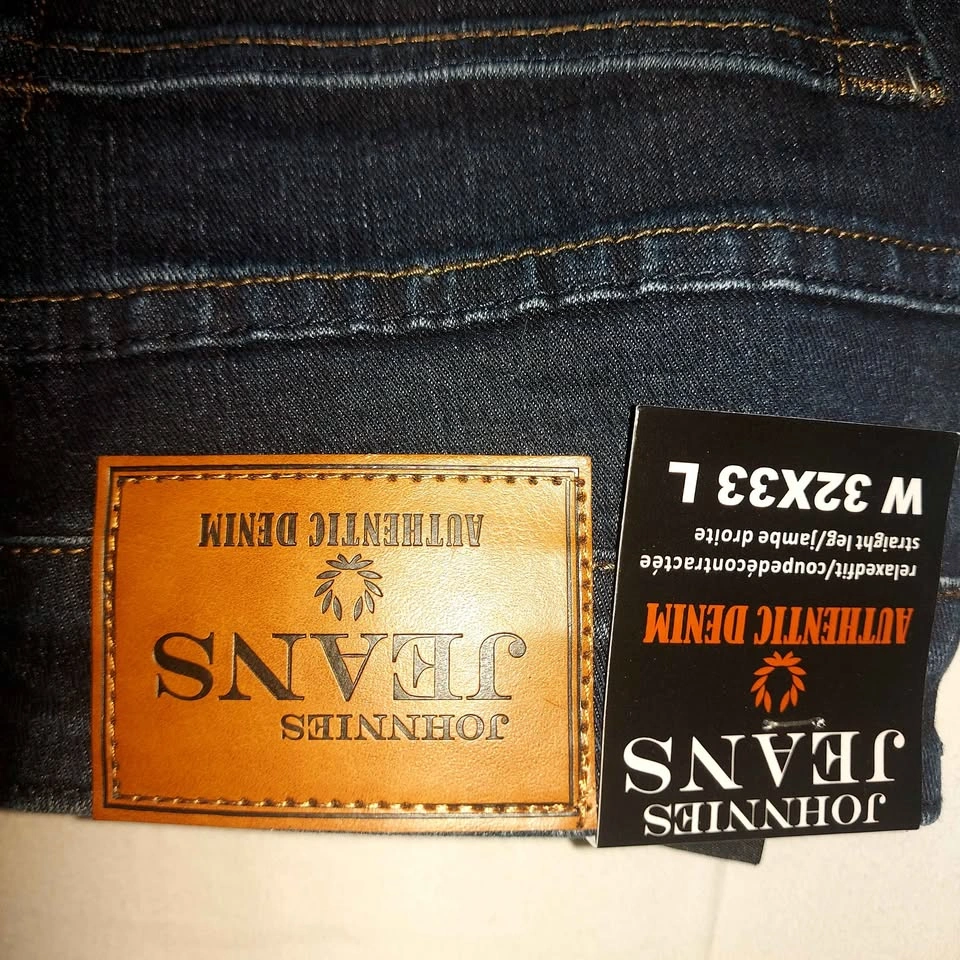 JOHNNIES
JEANS
AUTHENTIC DENIM
JOHNNIES
JEANS
AUTHENTIC DENIM
relaxedfit/coupedécontractée
straight leg/jambe droite
W 32X33 L